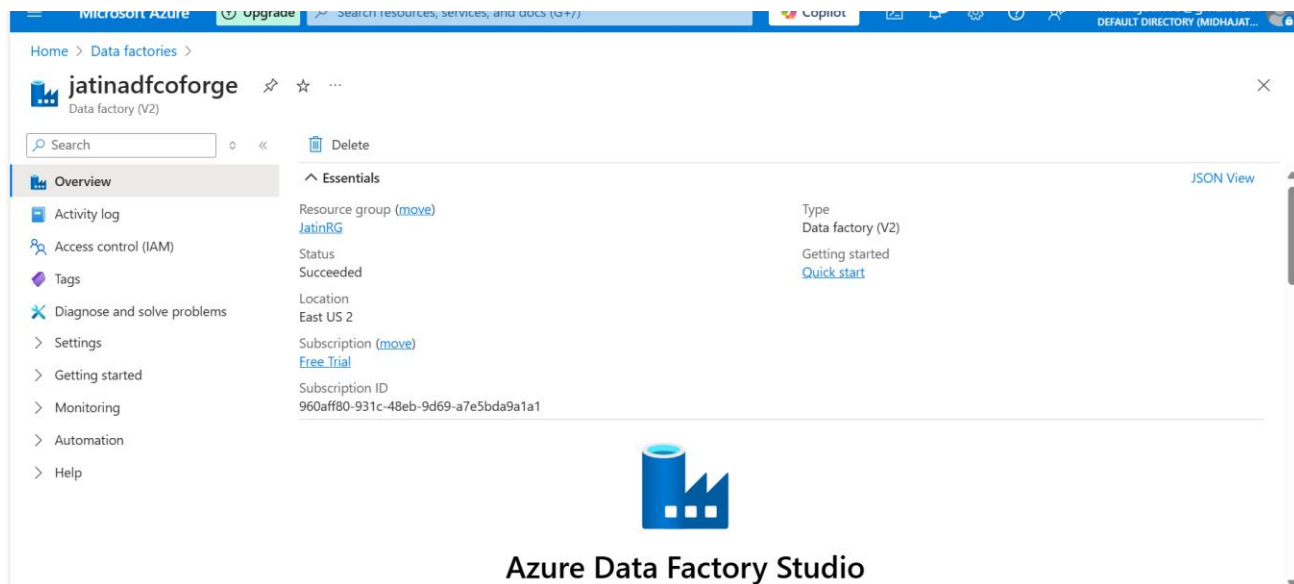 Microsoft Azure Upgrade Search resources, services, and docs (G+/) Copilot
DEFAULT DIRECTORY (MIDHAJAT...
Home > Data factories >
jatinadfcoforge
Data factory (V2)
Search
Delete
Overview
Essentials
JSON View
Activity log
Access control (IAM)
Tags
Diagnose and solve problems
Settings
Getting started
Monitoring
Automation
Help
Resource group (move)
JatinRG
Status
Succeeded
Location
East US 2
Subscription (move)
Free Trial
Subscription ID
960aff80-931c-48eb-9d69-a7e5bda9a1a1
Type
Data factory (V2)
Getting started
Quick start
Azure Data Factory Studio